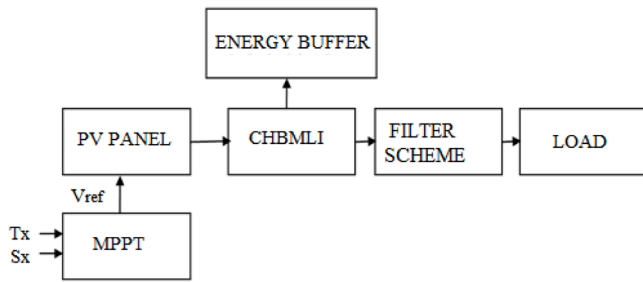 ENERGY BUFFER
PV PANEL
CHBMLI
FILTER
SCHEME
LOAD
Vref
Tx
Sx
MPPT